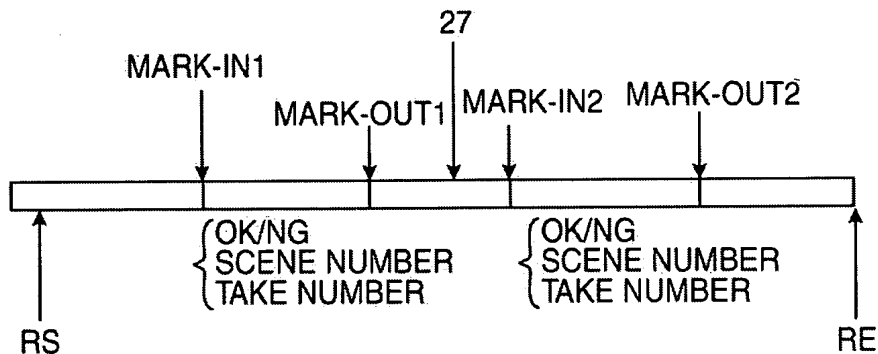 27
MARK-IN1
MARK-OUT1
MARK-IN2
MARK-OUT2
OK/NG
SCENE NUMBER
TAKE NUMBER
OK/NG
SCENE NUMBER
TAKE NUMBER
RS
RE